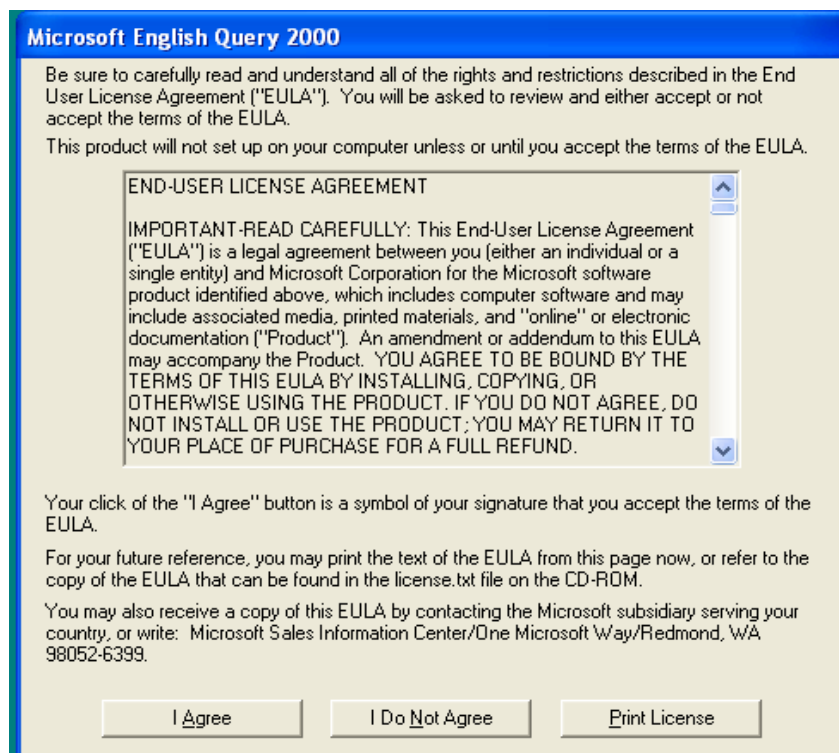 Microsoft English Query 2000
Be sure to carefully read and understand all of the rights and restrictions described in the End
User License Agreement ("EULA").  You will be asked to review and either accept or not
accept the terms of the EULA.
This product will not set up on your computer unless or until you accept the terms of the EULA.
END-USER LICENSE AGREEMENT
IMPORTANT-READ CAREFULLY: This End-User License Agreement
("EULA") is a legal agreement between you (either an individual or a
single entity) and Microsoft Corporation for the Microsoft software
product identified above, which includes computer software and may
include associated media, printed materials, and "online" or electronic
documentation ("Product").  An amendment or addendum to this EULA
may accompany the Product.  YOU AGREE TO BE BOUND BY THE
TERMS OF THIS EULA BY INSTALLING, COPYING, OR
OTHERWISE USING THE PRODUCT. IF YOU DO NOT AGREE, DO
NOT INSTALL OR USE THE PRODUCT; YOU MAY RETURN IT TO
YOUR PLACE OF PURCHASE FOR A FULL REFUND.
Your click of the "I Agree" button is a symbol of your signature that you accept the terms of the
EULA.
For your future reference, you may print the text of the EULA from this page now, or refer to the
copy of the EULA that can be found in the license.txt file on the CD-ROM.
You may also receive a copy of this EULA by contacting the Microsoft subsidiary serving your
country, or write:  Microsoft Sales Information Center/One Microsoft Way/Redmond, WA
98052-6399.
I Agree
I Do Not Agree
Print License